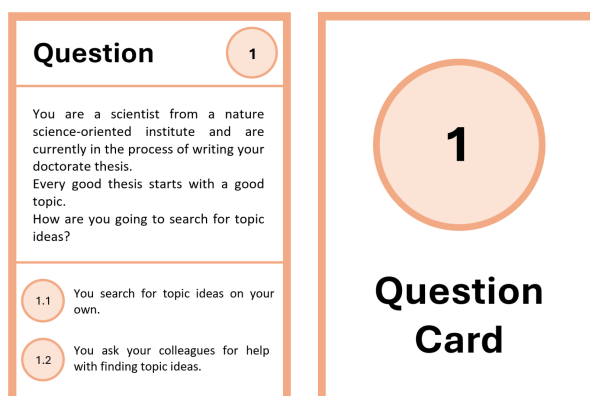 Question
1
You are a scientist from a nature
science-oriented institute and are
currently in the process of writing your
doctorate thesis.
Every good thesis starts with a good
topic.
How are you going to search for topic
ideas?
1.1
You search for topic ideas on your
own.
1.2
You ask your colleagues for help
with finding topic ideas.
1
Question
Card